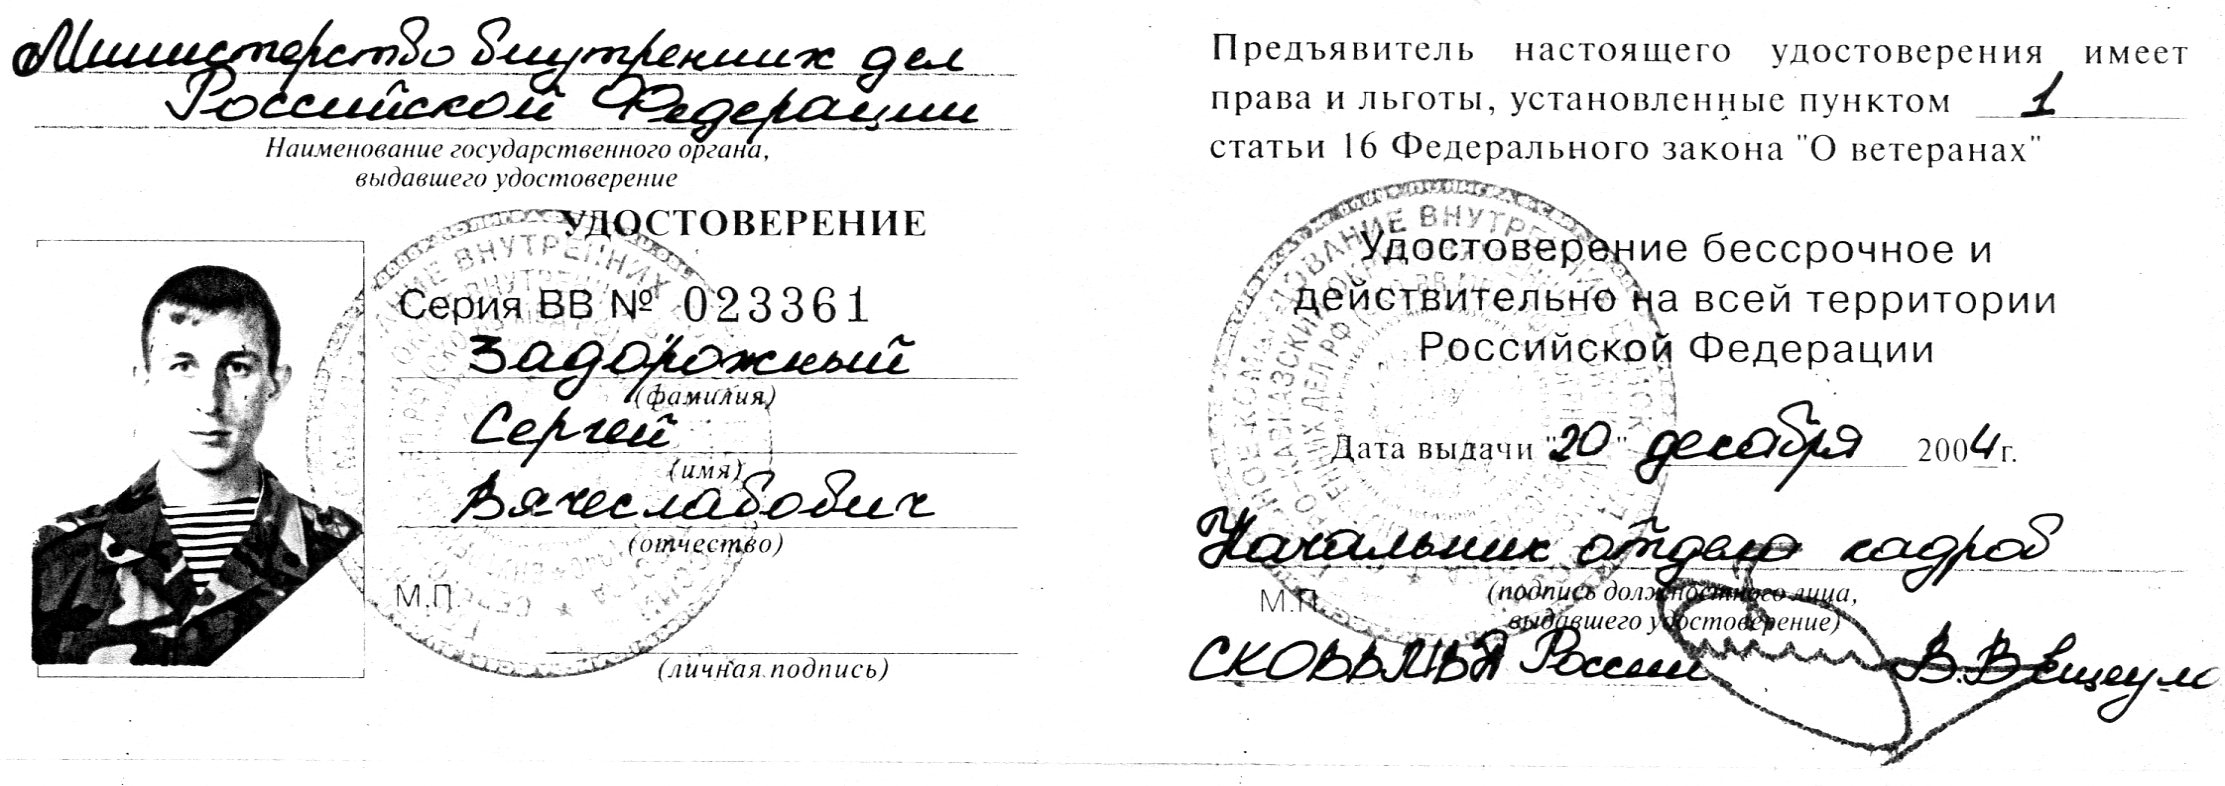 Министерство внутренних дел
Российской Федерации
Наименование государственного органа,
выдавшего удостоверение
УДОСТОВЕРЕНИЕ
Серия ВВ № 023361
Задорожный
(фамилия)
Сергей
(имя)
Вячеславович
(отчество)
М.П.
(личная подпись)
Предъявитель настоящего удостоверения имеет
права и льготы, установленные пунктом 1
статьи 16 Федерального закона "О ветеранах"
Удостоверение бессрочное и
действительно на всей территории
Российской Федерации
Дата выдачи "20" декабря 2004 г.
Начальник отдела кадров
(подпись должностного лица,
М.П.
выдавшего удостоверение)
СКОВВМВД России В.В